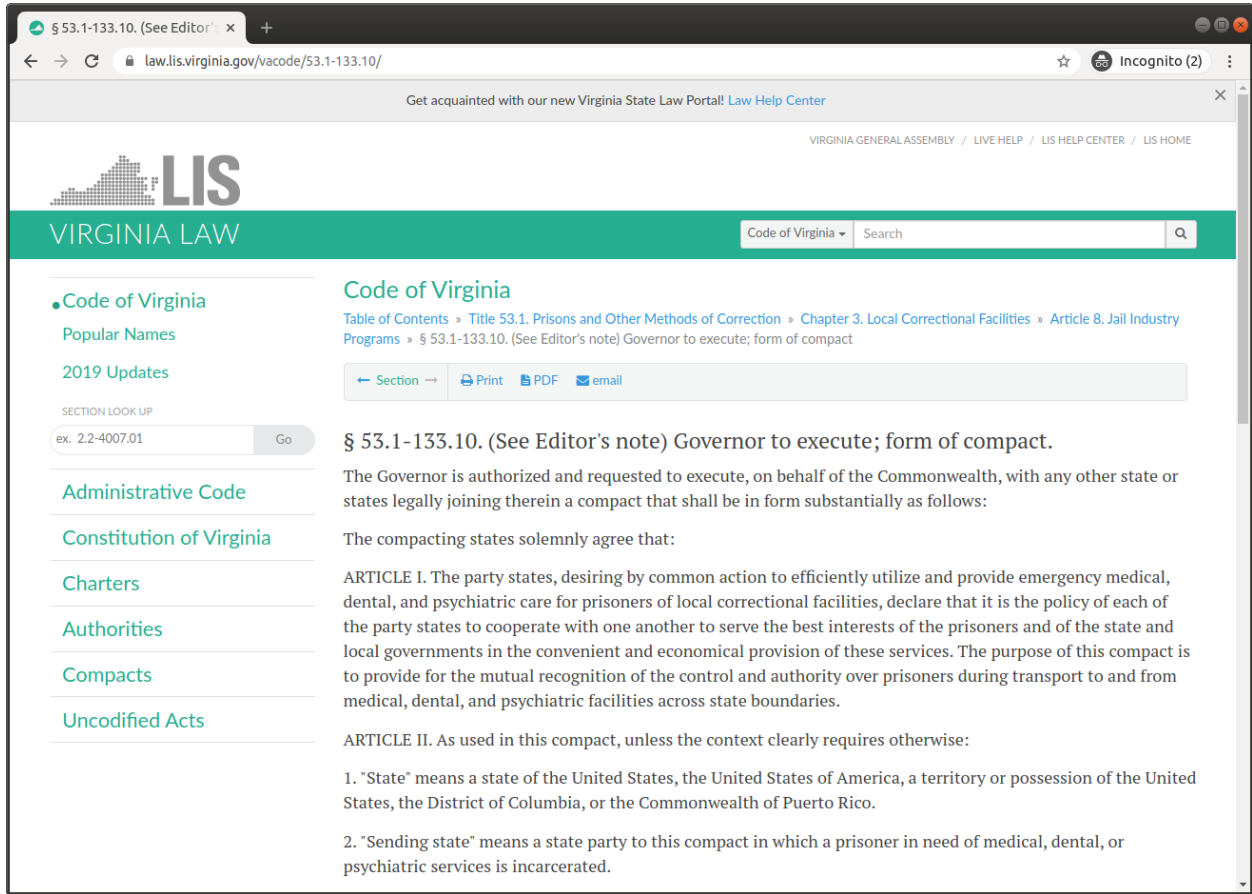 § 53.1-133.10. (See Editor's
law.lis.virginia.gov/vacode/53.1-133.10/
Incognito (2)
Get acquainted with our new Virginia State Law Portal! Law Help Center
VIRGINIA GENERAL ASSEMBLY / LIVE HELP / LIS HELP CENTER / LIS HOME
LIS
VIRGINIA LAW
Code of Virginia
Search
Code of Virginia
Popular Names
2019 Updates
SECTION LOOK UP
ex. 2.2-4007.01
Go
Administrative Code
Constitution of Virginia
Charters
Authorities
Compacts
Uncodified Acts
Code of Virginia
Table of Contents » Title 53.1. Prisons and Other Methods of Correction » Chapter 3. Local Correctional Facilities » Article 8. Jail Industry
Programs » § 53.1-133.10. (See Editor's note) Governor to execute; form of compact
← Section →
Print
PDF
email
§ 53.1-133.10. (See Editor's note) Governor to execute; form of compact.
The Governor is authorized and requested to execute, on behalf of the Commonwealth, with any other state or
states legally joining therein a compact that shall be in form substantially as follows:
The compacting states solemnly agree that:
ARTICLE I. The party states, desiring by common action to efficiently utilize and provide emergency medical,
dental, and psychiatric care for prisoners of local correctional facilities, declare that it is the policy of each of
the party states to cooperate with one another to serve the best interests of the prisoners and of the state and
local governments in the convenient and economical provision of these services. The purpose of this compact is
to provide for the mutual recognition of the control and authority over prisoners during transport to and from
medical, dental, and psychiatric facilities across state boundaries.
ARTICLE II. As used in this compact, unless the context clearly requires otherwise:
1. "State" means a state of the United States, the United States of America, a territory or possession of the United
States, the District of Columbia, or the Commonwealth of Puerto Rico.
2. "Sending state" means a state party to this compact in which a prisoner in need of medical, dental, or
psychiatric services is incarcerated.